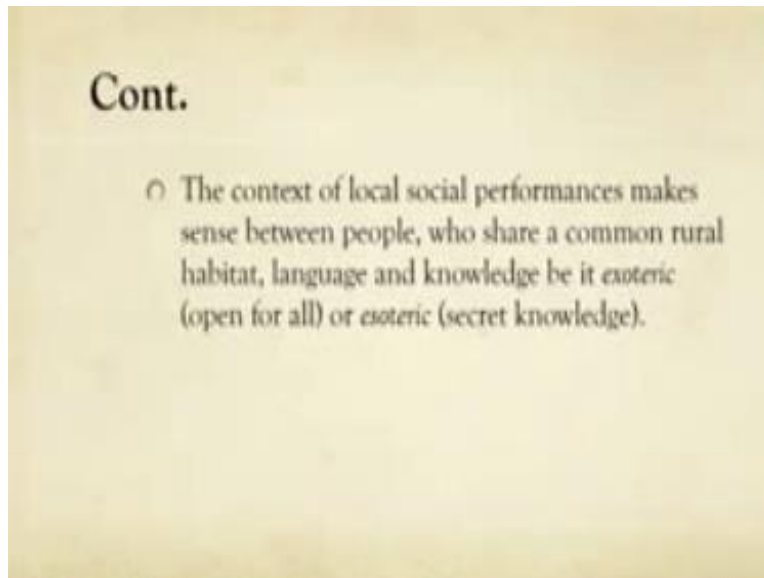 Cont.
The context of local social performances makes
sense between people, who share a common rural
habitat, language and knowledge be it exoteric
(open for all) or esoteric (secret knowledge).